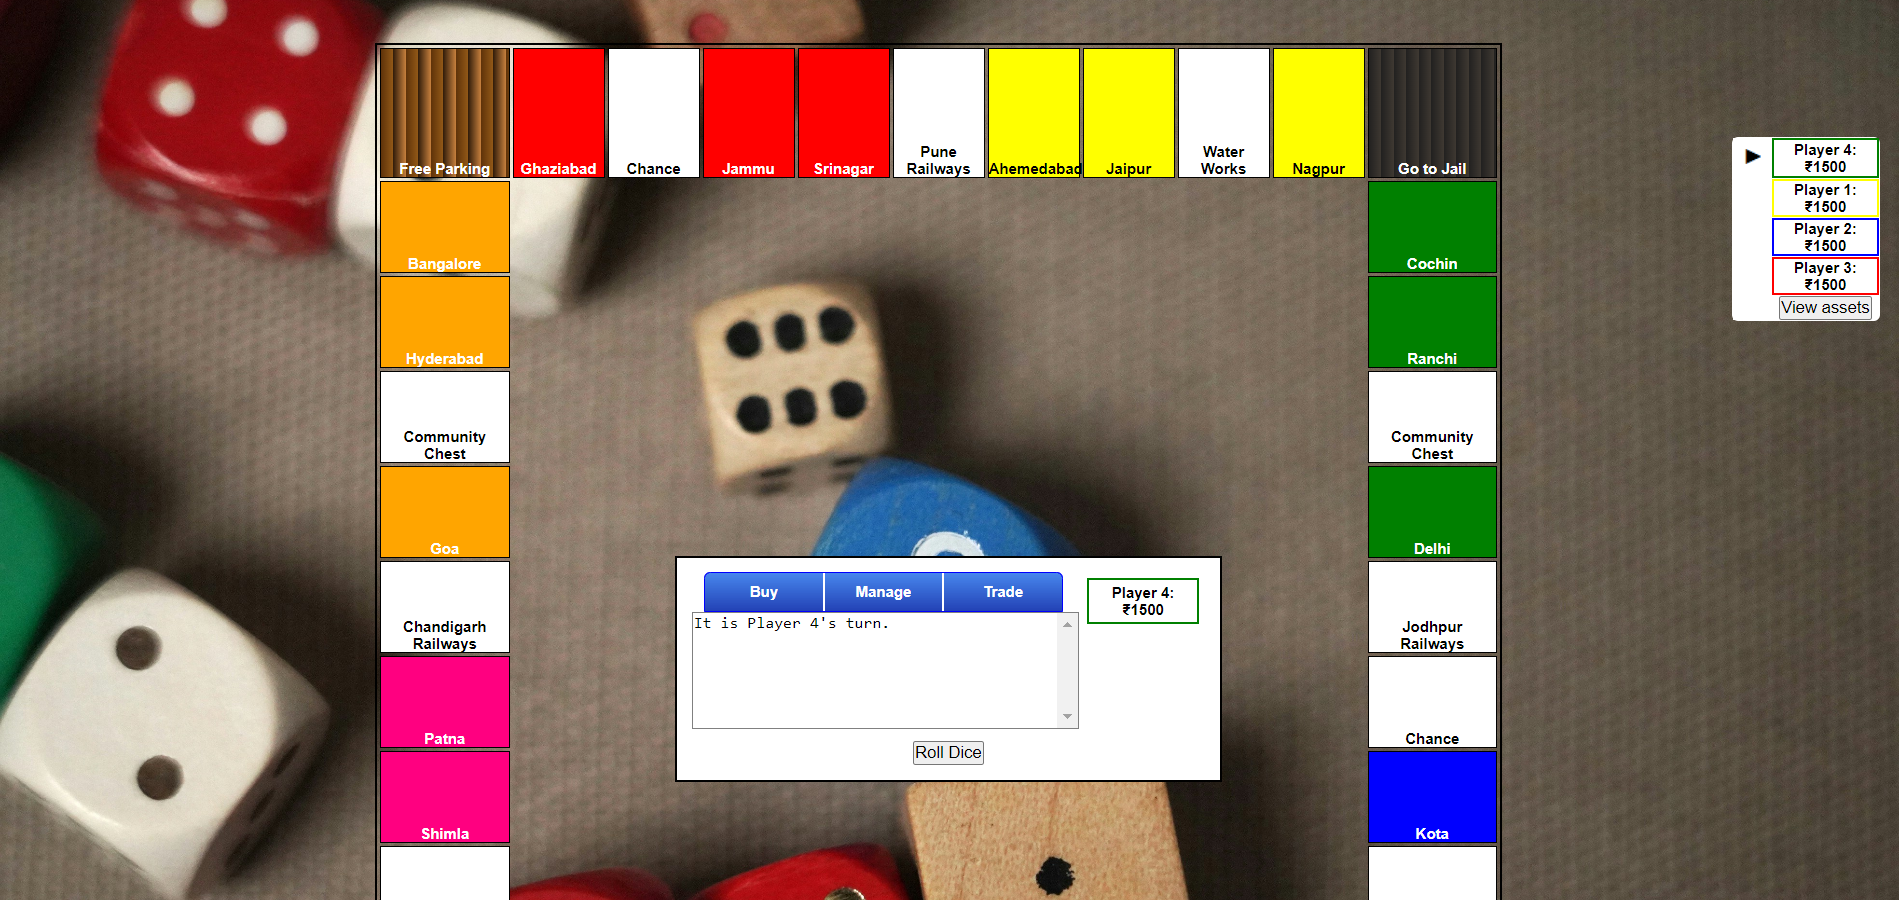 Free Parking
Ghaziabad
Chance
Jammu
Srinagar
Pune
Railways
Ahemedabad
Jaipur
Water
Works
Nagpur
Go to Jail
Bangalore
Hyderabad
Community
Chest
Goa
Chandigarh
Railways
Patna
Shimla
Cochin
Ranchi
Community
Chest
Delhi
Jodhpur
Railways
Chance
Kota
Buy
Manage
Trade
It is Player 4's turn.
Player 4:
₹1500
Roll Dice
Player 4:
₹1500
Player 1:
₹1500
Player 2:
₹1500
Player 3:
₹1500
View assets